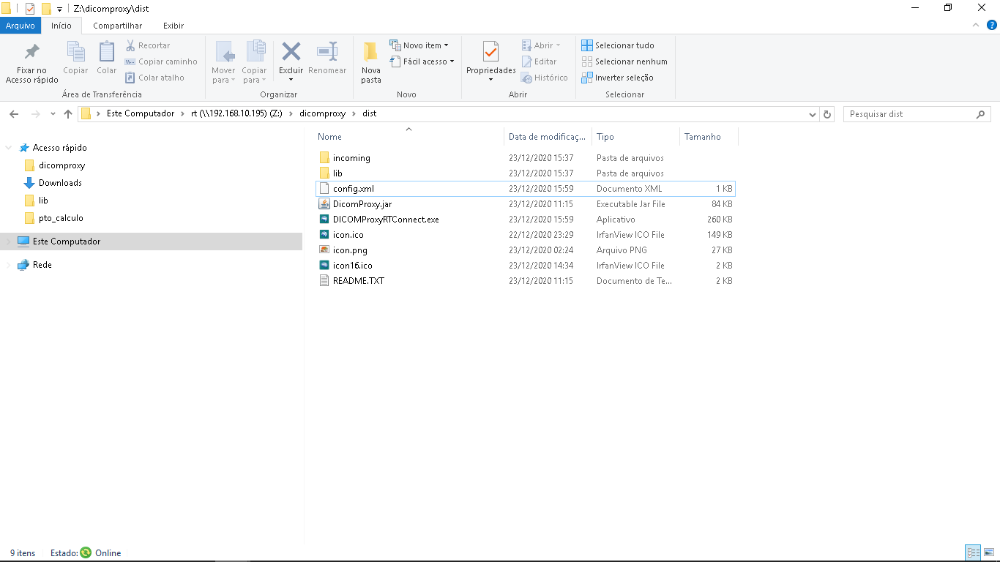 Z:\dicomproxy\dist
Arquivo Início Compartilhar Exibir
Fixar no Acesso rápido
Copiar
Colar
Recortar
Copiar caminho
Colar atalho
Área de Transferência
Mover para
Copiar para
Excluir
Renomear
Organizar
Nova pasta
Novo item
Fácil acesso
Novo
Propriedades
Abrir
Editar
Histórico
Abrir
Selecionar tudo
Selecionar nenhum
Inverter seleção
Selecionar
Este Computador rt (\\192.168.10.195) (Z:) dicomproxy dist
Pesquisar dist
Acesso rápido
dicomproxy
Downloads
lib
pto_calculo
Este Computador
Rede
Nome Data de modificaç... Tipo Tamanho
incoming 23/12/2020 15:37 Pasta de arquivos
lib 23/12/2020 15:37 Pasta de arquivos
config.xml 23/12/2020 15:59 Documento XML 1 KB
DicomProxy.jar 23/12/2020 11:15 Executable Jar File 84 KB
DICOMProxyRTConnect.exe 23/12/2020 15:59 Aplicativo 260 KB
icon.ico 22/12/2020 23:29 IrfanView ICO File 149 KB
icon.png 23/12/2020 02:24 Arquivo PNG 27 KB
icon16.ico 23/12/2020 14:34 IrfanView ICO File 2 KB
README.TXT 23/12/2020 11:15 Documento de Te... 2 KB
9 itens Estado: Online